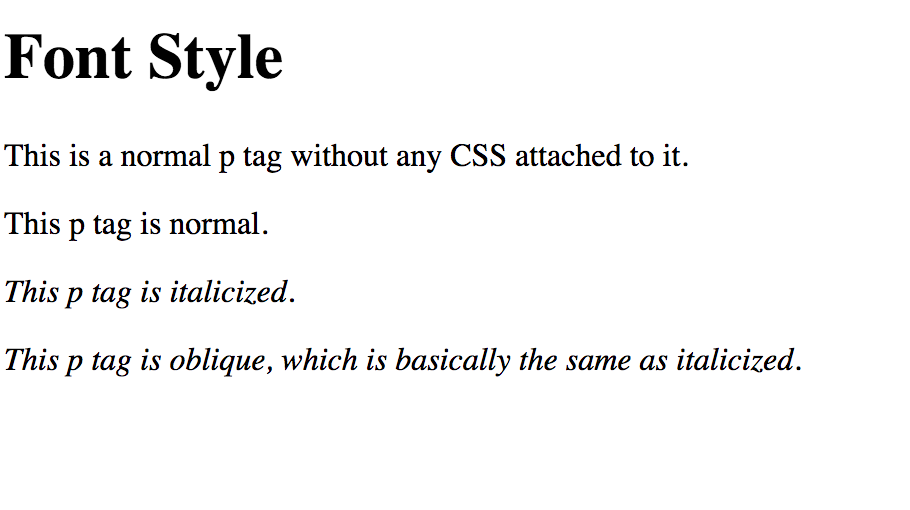 Font Style
This is a normal p tag without any CSS attached to it.
This p tag is normal.
This p tag is italicized.
This p tag is oblique, which is basically the same as italicized.